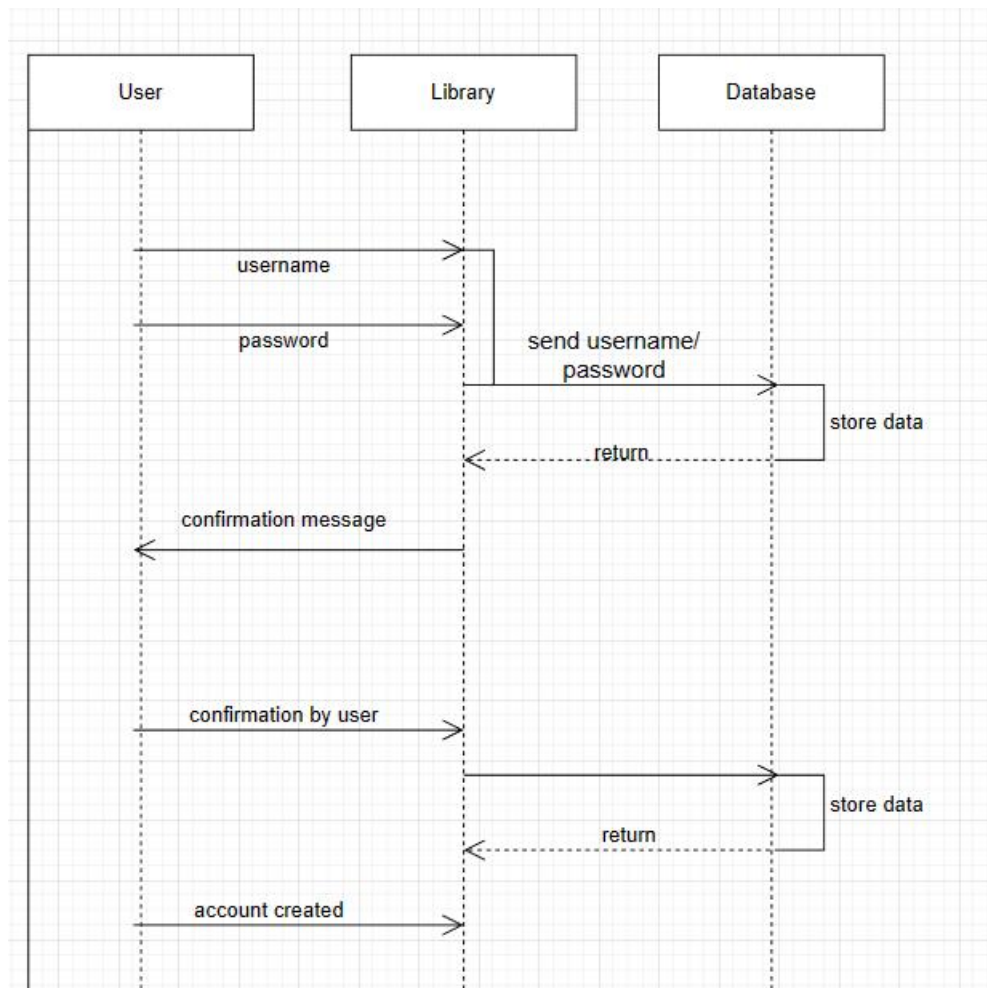 User
Library
Database
username
password
send username/
password
store data
return
confirmation message
confirmation by user
store data
return
account created